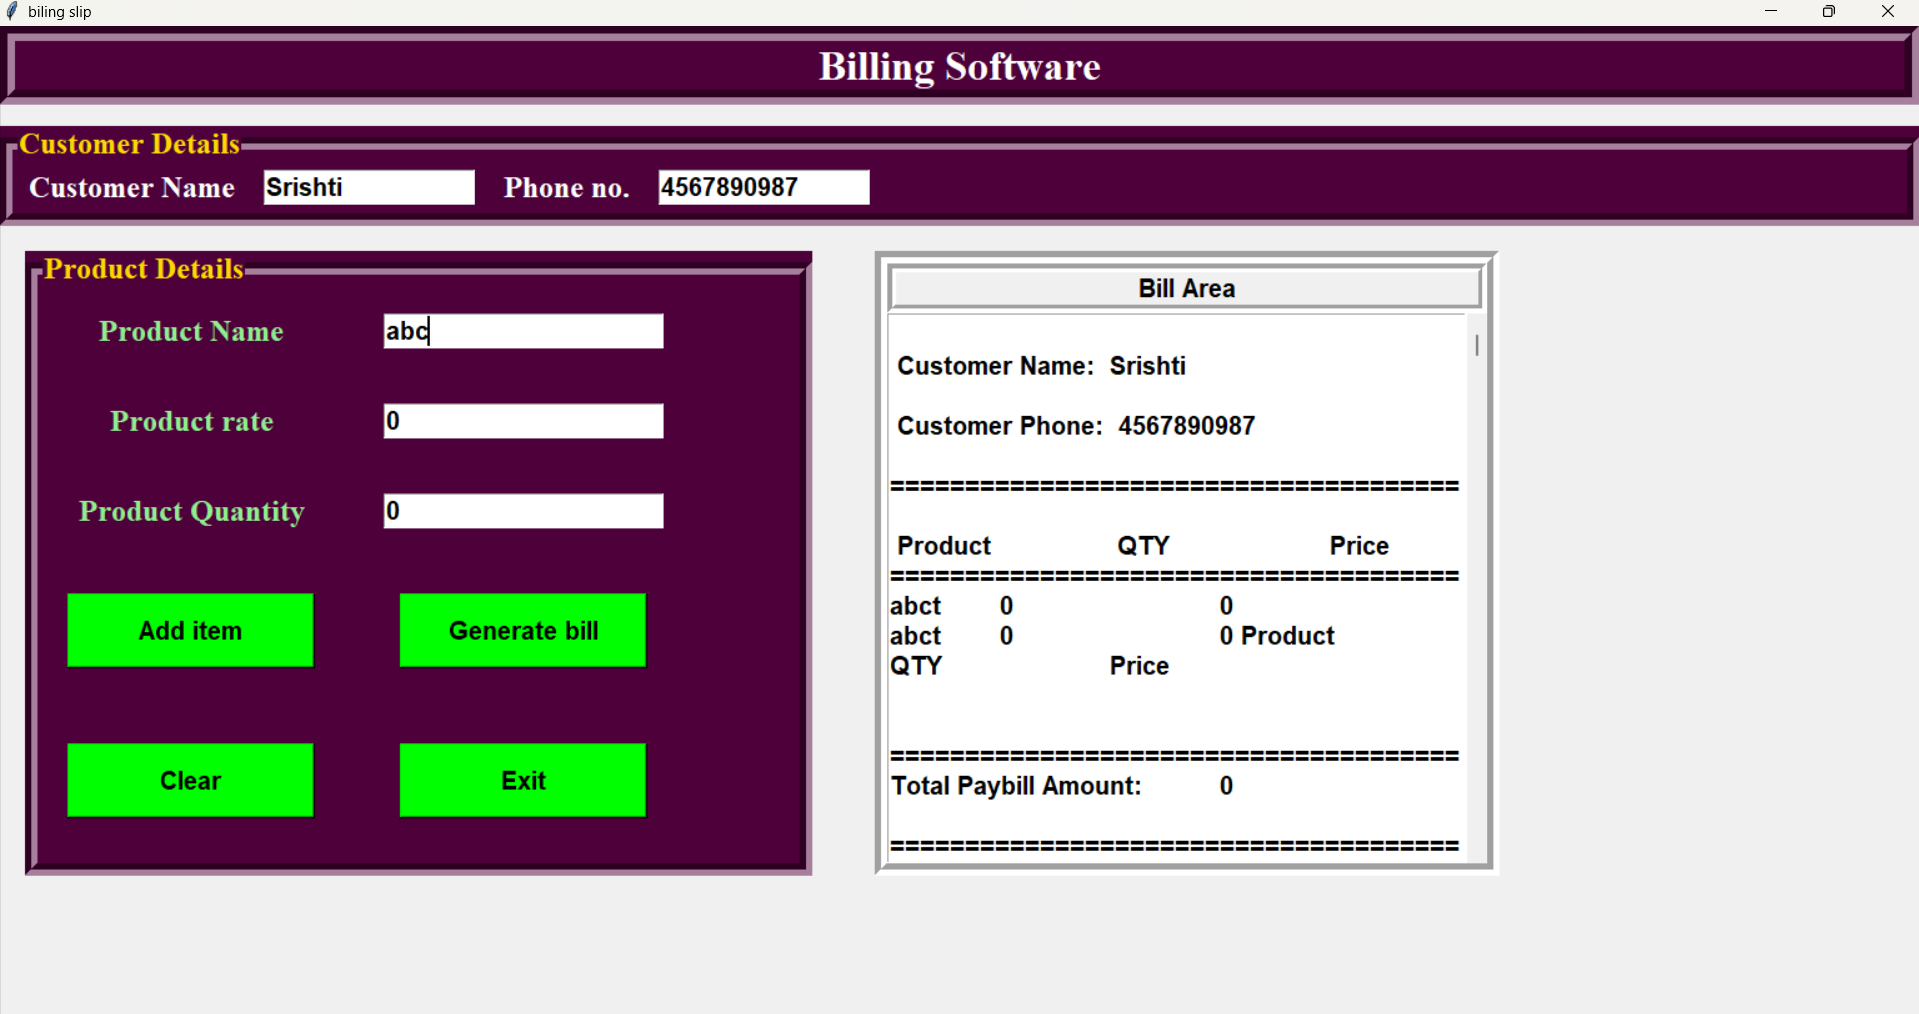 biling slip
Billing Software
Customer Details
Customer Name Srishti Phone no. 4567890987
Product Details
Product Name abc
Product rate 0
Product Quantity 0
Add item Generate bill
Clear Exit
Bill Area
Customer Name: Srishti
Customer Phone: 4567890987
======================================
Product QTY Price
======================================
abct 0 0
abct 0 0 Product
QTY Price
======================================
Total Paybill Amount: 0
======================================